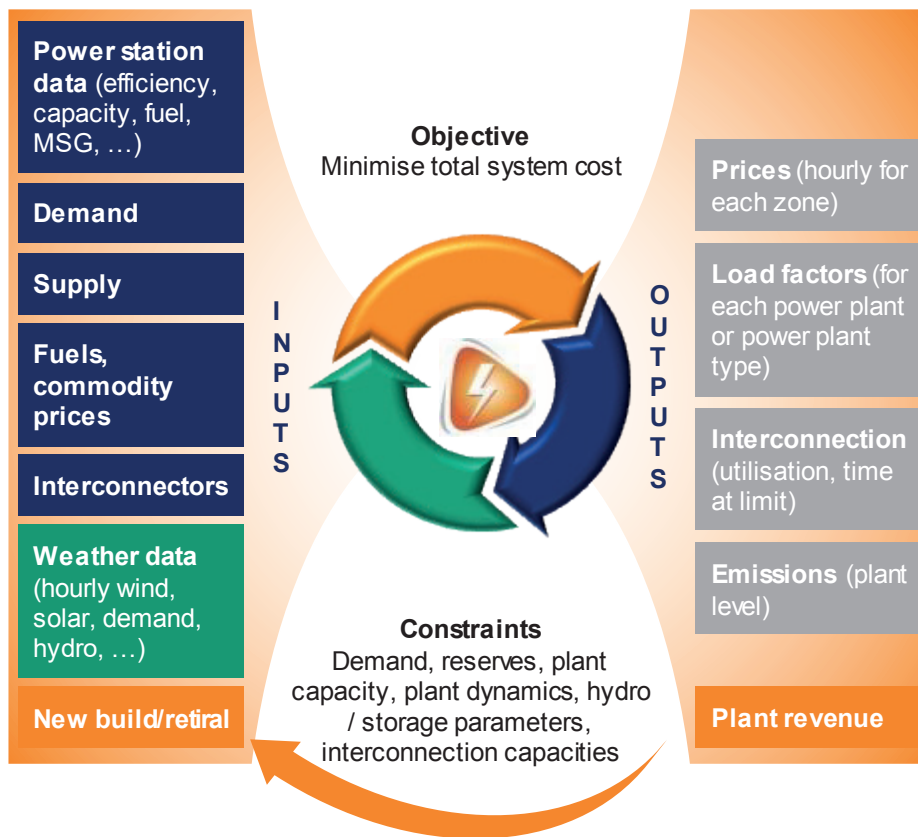 Power station
data (efficiency,
capacity, fuel,
MSG, …)
Demand
Supply
Fuels,
commodity
prices
Interconnectors
Weather data
(hourly wind,
solar, demand,
hydro, …)
New build/retiral
INPUTS
Objective
Minimise total system cost
Constraints
Demand, reserves, plant
capacity, plant dynamics, hydro
/ storage parameters,
interconnection capacities
OUTPUTS
Prices (hourly for
each zone)
Load factors (for
each power plant
or power plant
type)
Interconnection
(utilisation, time
at limit)
Emissions (plant
level)
Plant revenue